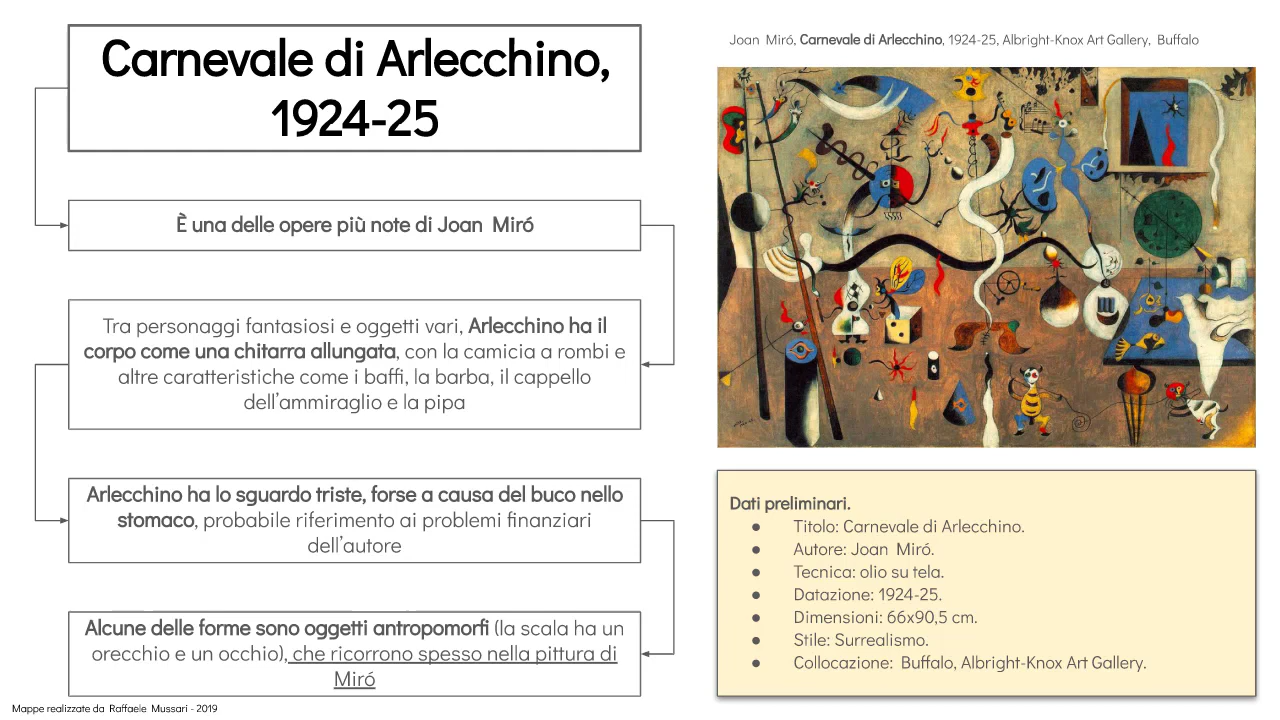 Carnevale di Arlecchino,
1924-25
È una delle opere più note di Joan Miró
Tra personaggi fantasiosi e oggetti vari, Arlecchino ha il
corpo come una chitarra allungata, con la camicia a rombi e
altre caratteristiche come i baffi, la barba, il cappello
dell'ammiraglio e la pipa
Arlecchino ha lo sguardo triste, forse a causa del buco nello
stomaco, probabile riferimento ai problemi finanziari
dell'autore
Alcune delle forme sono oggetti antropomorfi (la scala ha un
orecchio e un occhio), che ricorrono spesso nella pittura di
Miró
Mappe realizzate da Raffaele Mussari - 2019
Joan Miró, Carnevale di Arlecchino, 1924-25, Albright-Knox Art Gallery, Buffalo
Dati preliminari.
● Titolo: Carnevale di Arlecchino.
● Autore: Joan Miró.
● Tecnica: olio su tela.
● Datazione: 1924-25.
● Dimensioni: 66x90,5 cm.
● Stile: Surrealismo.
● Collocazione: Buffalo, Albright-Knox Art Gallery.